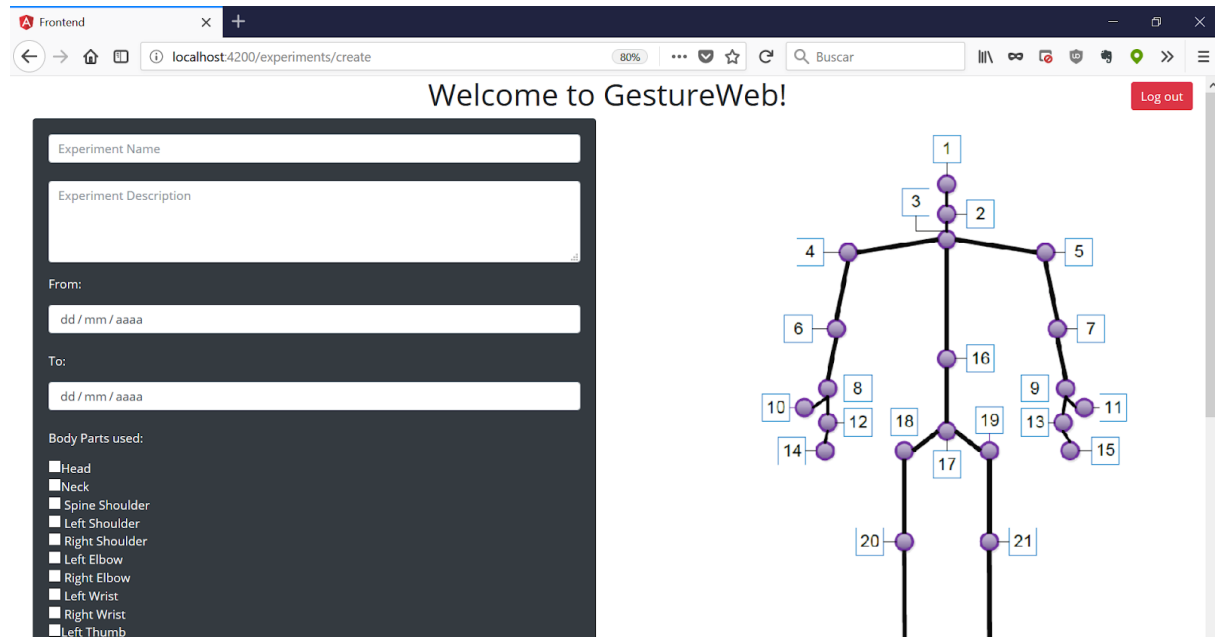 Frontend
localhost:4200/experiments/create
80%
Buscar
Welcome to GestureWeb!
Log out
Experiment Name
Experiment Description
From:
dd / mm / aaaa
To:
dd / mm / aaaa
Body Parts used:
Head
Neck
Spine Shoulder
Left Shoulder
Right Shoulder
Left Elbow
Right Elbow
Left Wrist
Right Wrist
Left Thumb
1
3
2
4
5
6
7
16
8
9
10
11
12
18
19
13
14
17
15
20
21